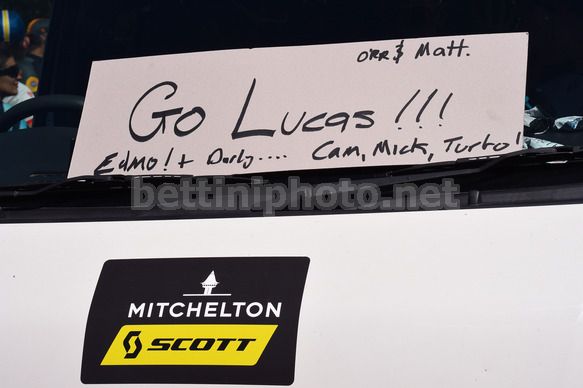 ORR & Matt.
Go Lucas!!!
EdMO! + Darly.... Cam, Mick, Turbo!
bettiniphoto.net
MITCHELTON
SCOTT